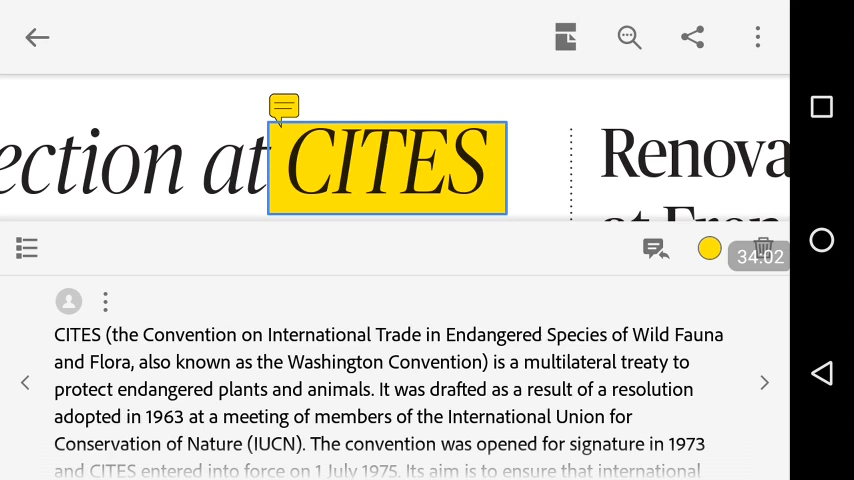 ection at CITES
Renova
at Fron
34:02
CITES (the Convention on International Trade in Endangered Species of Wild Fauna
and Flora, also known as the Washington Convention) is a multilateral treaty to
protect endangered plants and animals. It was drafted as a result of a resolution
adopted in 1963 at a meeting of members of the International Union for
Conservation of Nature (IUCN). The convention was opened for signature in 1973
and CITES entered into force on 1 July 1975. Its aim is to ensure that international